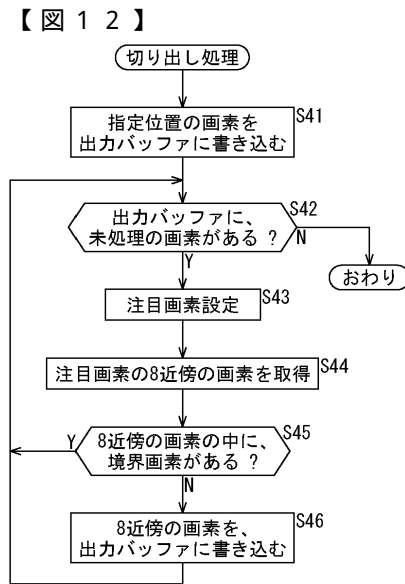 【図１２】
切り出し処理
指定位置の画素を
出力バッファに書き込む
S41
出力バッファに、
未処理の画素がある ?
S42
N
Y
おわり
注目画素設定
S43
注目画素の8近傍の画素を取得
S44
8近傍の画素の中に、
境界画素がある ?
S45
Y
N
8近傍の画素を、
出力バッファに書き込む
S46